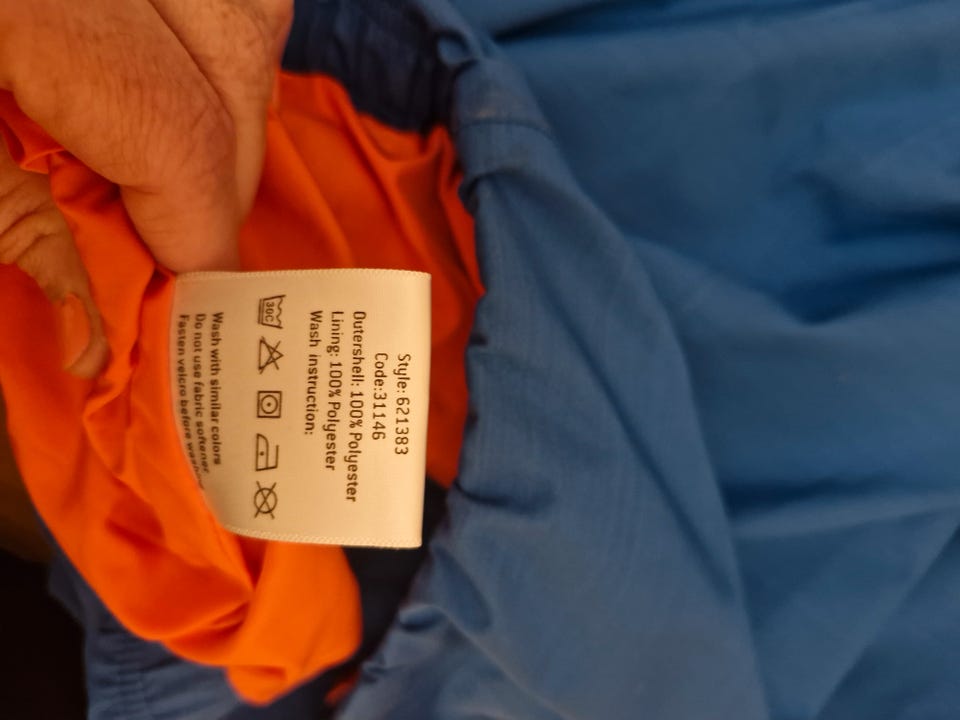 Style: 621383
Code:31146
Outershell: 100% Polyester
Lining: 100% Polyester
Wash instruction:
30C
Wash with similar colors
Do not use fabric softener
Fasten velcro before